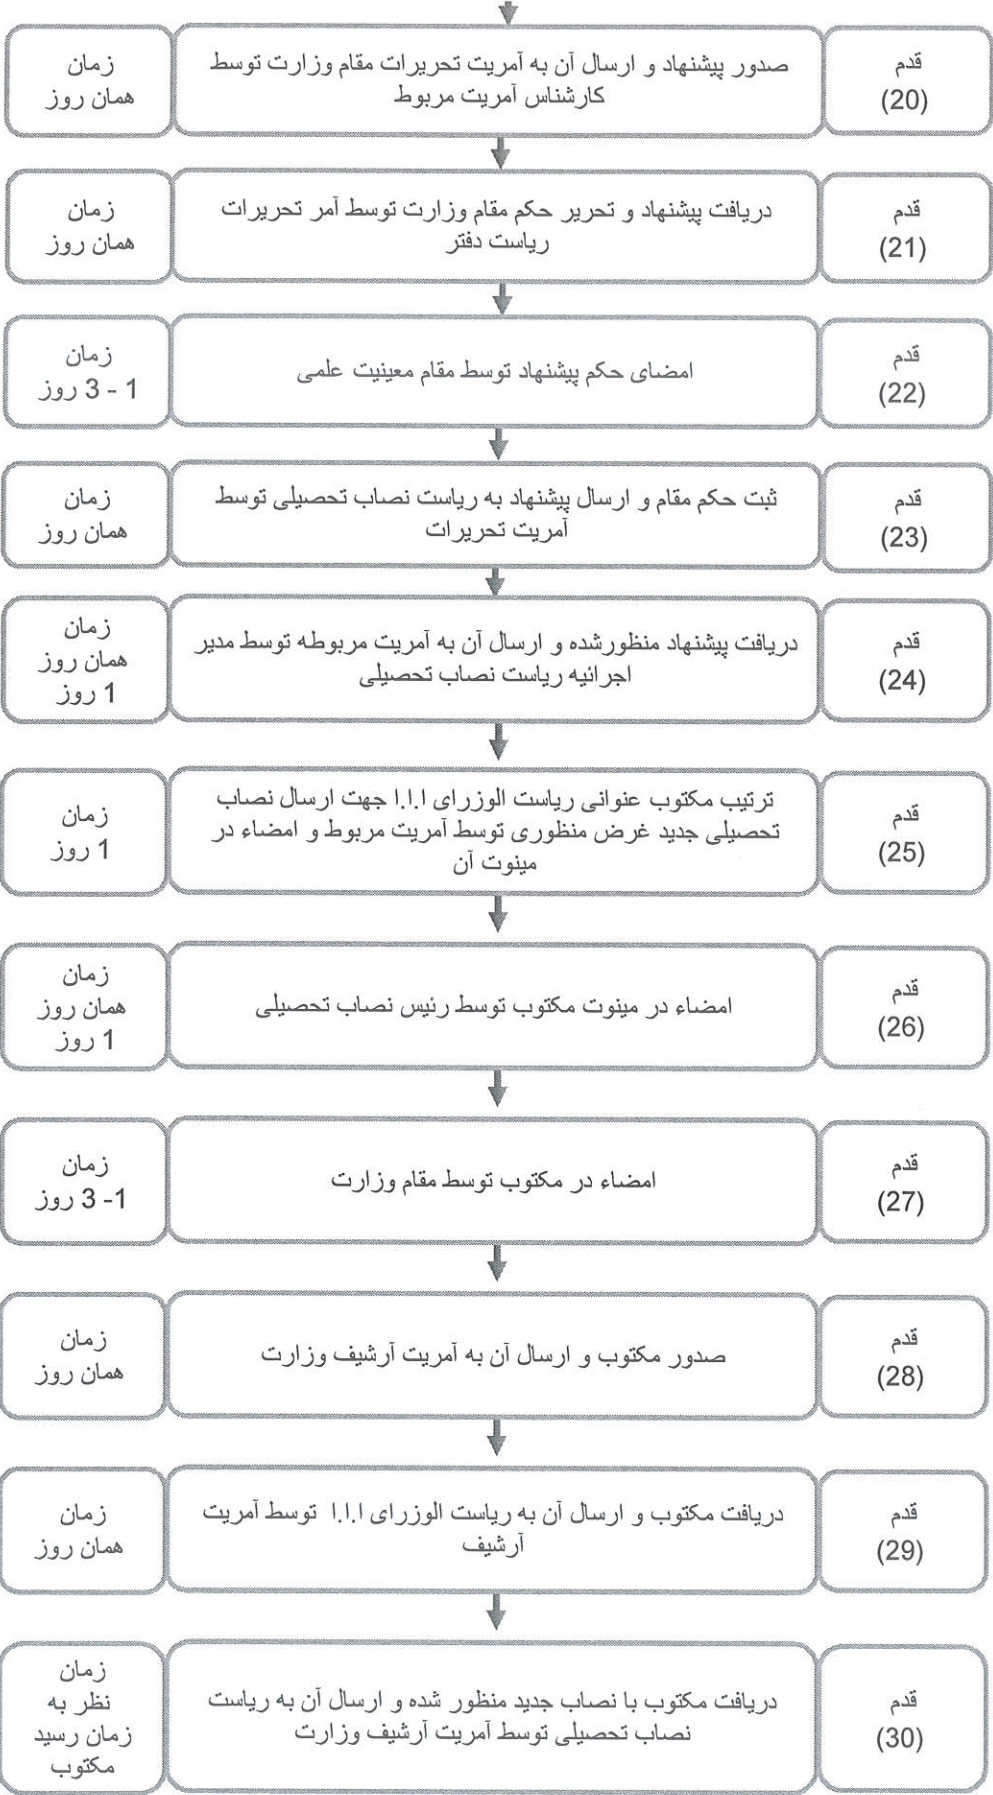 قدم
(20)
صدور پیشنهاد و ارسال آن به آمریت تحریرات مقام وزارت توسط
کارشناس آمریت مربوط
زمان
همان روز
قدم
(21)
دریافت پیشنهاد و تحریر حکم مقام وزارت توسط آمر تحریرات
ریاست دفتر
زمان
همان روز
قدم
(22)
امضای حکم پیشنهاد توسط مقام معینیت علمی
زمان
1 - 3 روز
قدم
(23)
ثبت حکم مقام و ارسال پیشنهاد به ریاست نصاب تحصیلی توسط
آمریت تحریرات
زمان
همان روز
قدم
(24)
دریافت پیشنهاد منظورشده و ارسال آن به آمریت مربوطه توسط مدیر
اجرائیه ریاست نصاب تحصیلی
زمان
همان روز
1 روز
قدم
(25)
ترتیب مکتوب عنوانی ریاست الوزرای ا.ا.ا جهت ارسال نصاب
تحصیلی جدید غرض منظوری توسط آمریت مربوط و امضاء در
مینوت آن
زمان
1 روز
قدم
(26)
امضاء در مینوت مکتوب توسط رئیس نصاب تحصیلی
زمان
همان روز
1 روز
قدم
(27)
امضاء در مکتوب توسط مقام وزارت
زمان
1- 3 روز
قدم
(28)
صدور مکتوب و ارسال آن به آمریت آرشیف وزارت
زمان
همان روز
قدم
(29)
دریافت مکتوب و ارسال آن به ریاست الوزرای ا.ا.ا توسط آمریت
آرشیف
زمان
همان روز
قدم
(30)
دریافت مکتوب با نصاب جدید منظور شده و ارسال آن به ریاست
نصاب تحصیلی توسط آمریت آرشیف وزارت
زمان
نظر به
زمان رسید
مکتوب